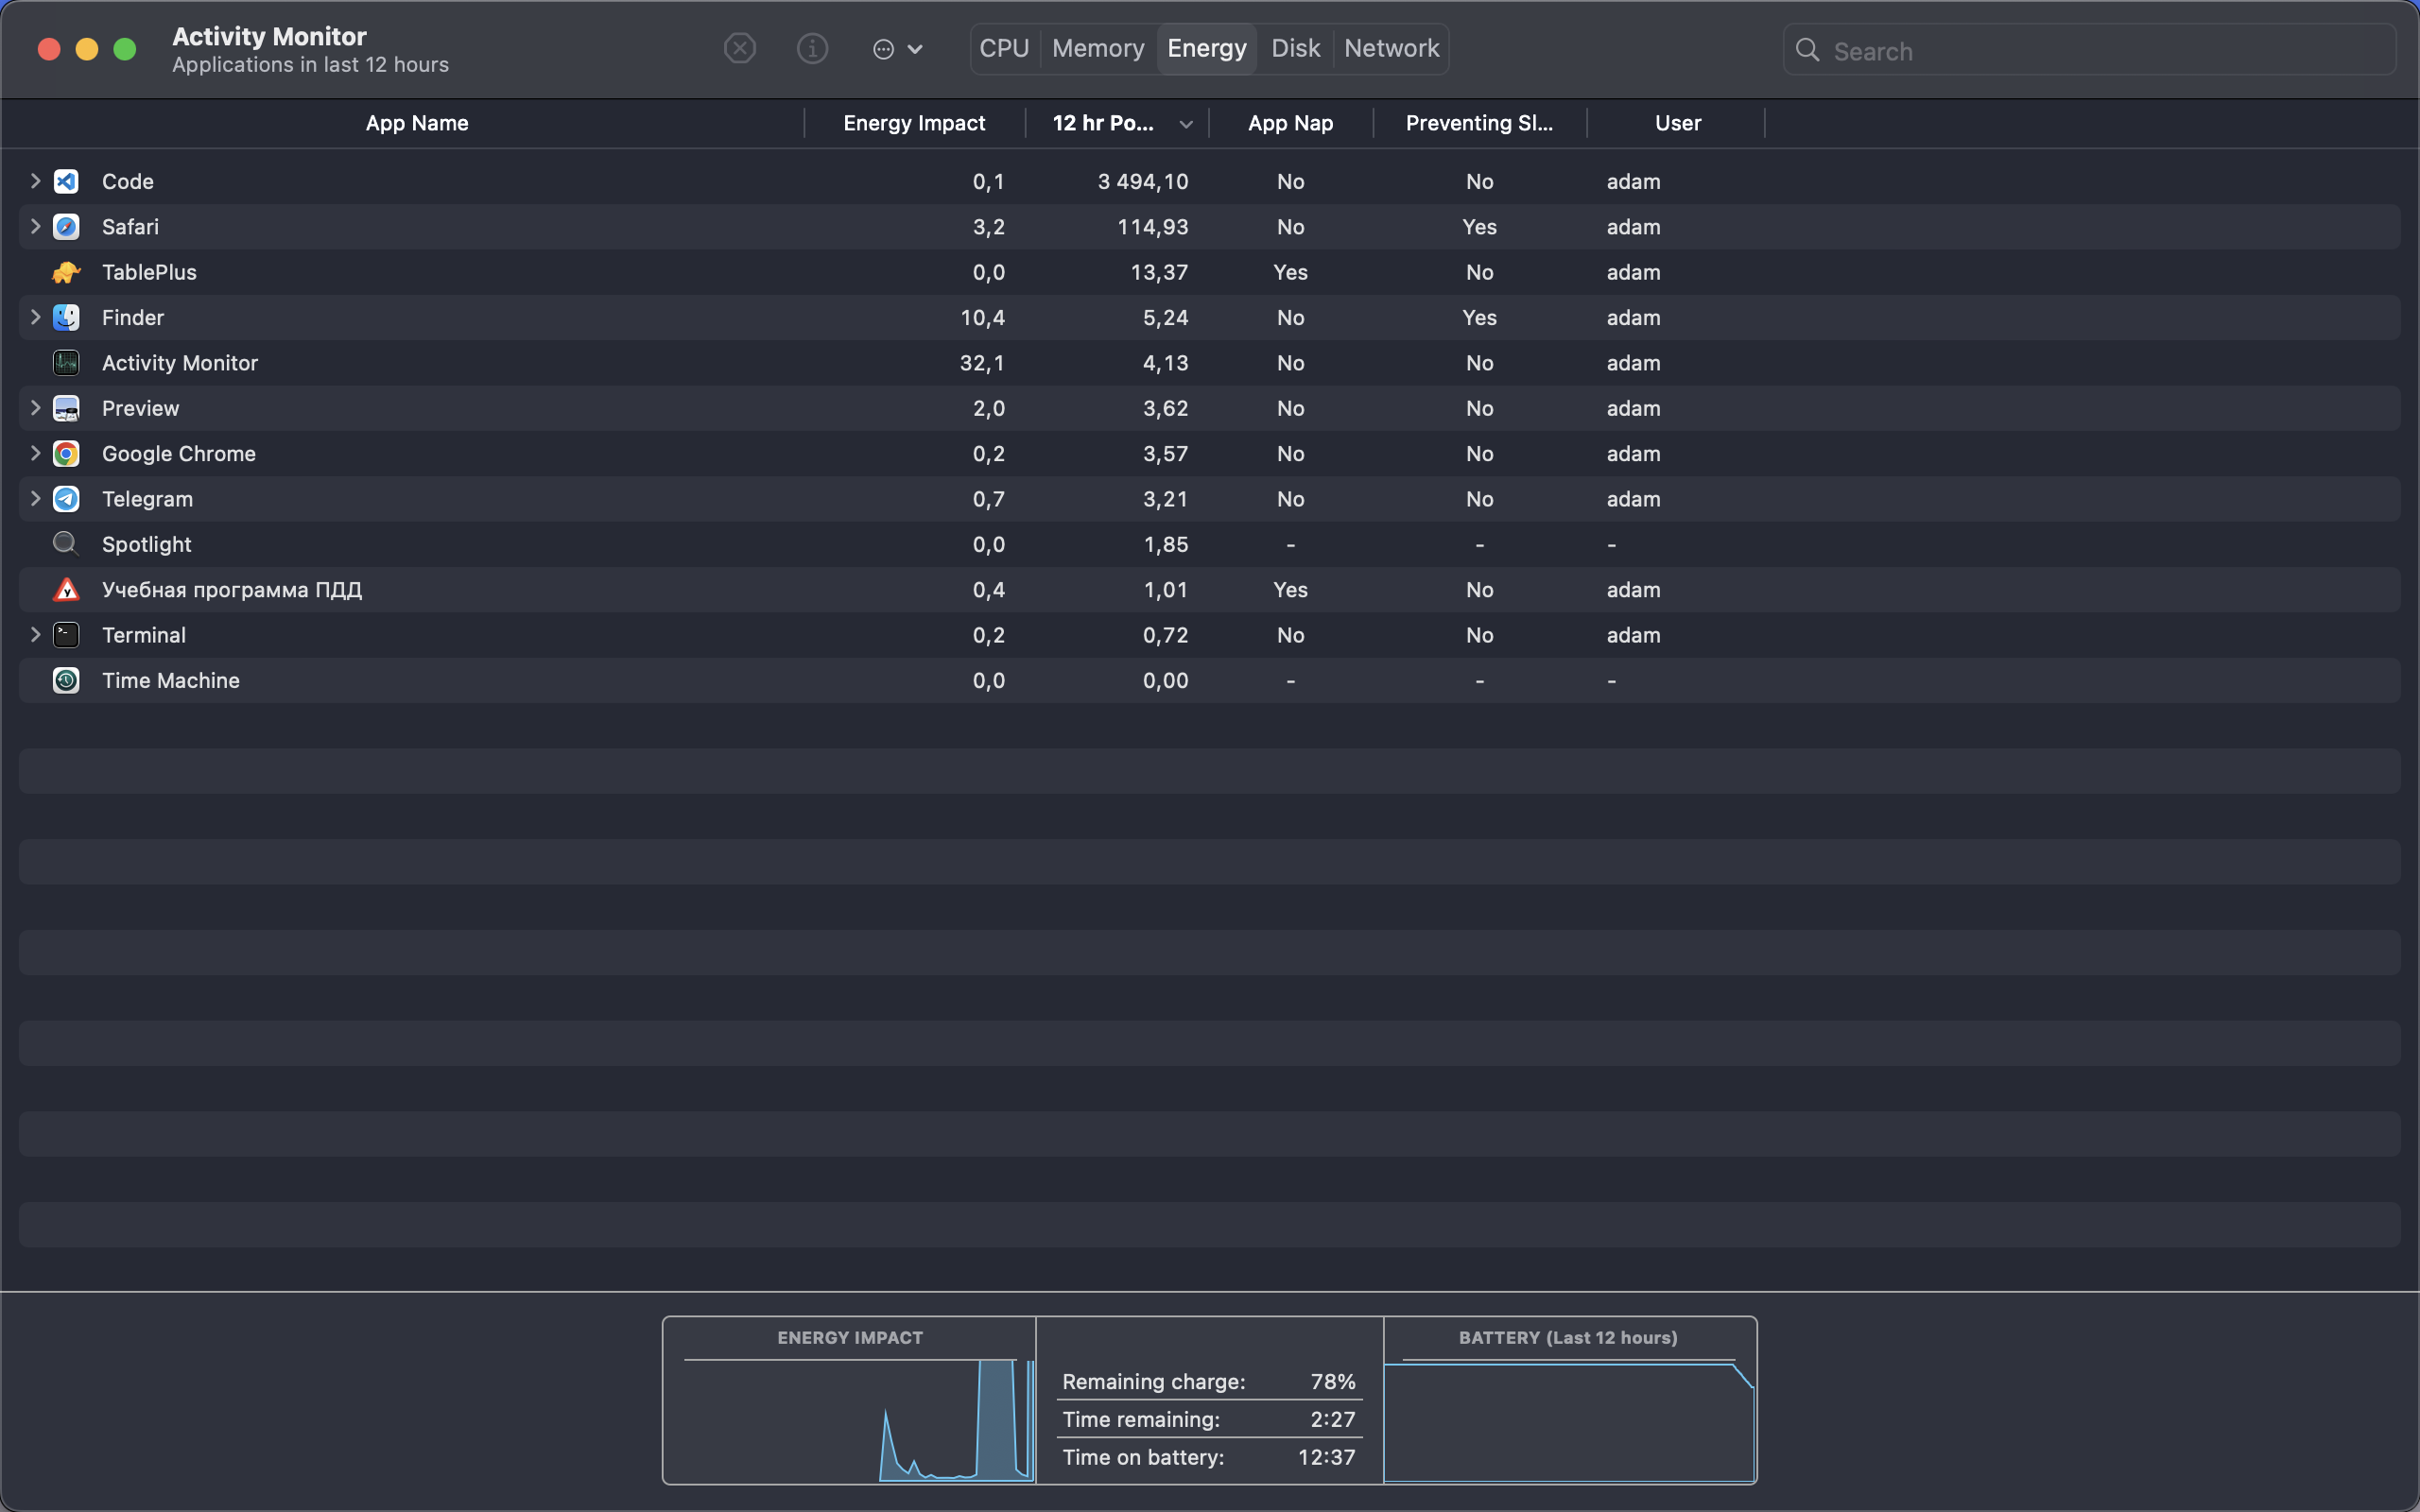 Activity Monitor
Applications in last 12 hours
CPU Memory Energy Disk Network
Search
App Name Energy Impact 12 hr Po... App Nap Preventing Sl... User
Code 0,1 3 494,10 No No adam
Safari 3,2 114,93 No Yes adam
TablePlus 0,0 13,37 Yes No adam
Finder 10,4 5,24 No Yes adam
Activity Monitor 32,1 4,13 No No adam
Preview 2,0 3,62 No No adam
Google Chrome 0,2 3,57 No No adam
Telegram 0,7 3,21 No No adam
Spotlight 0,0 1,85 - - -
Учебная программа ПДД 0,4 1,01 Yes No adam
Terminal 0,2 0,72 No No adam
Time Machine 0,0 0,00 - - -
ENERGY IMPACT
Remaining charge: 78%
Time remaining: 2:27
Time on battery: 12:37
BATTERY (Last 12 hours)